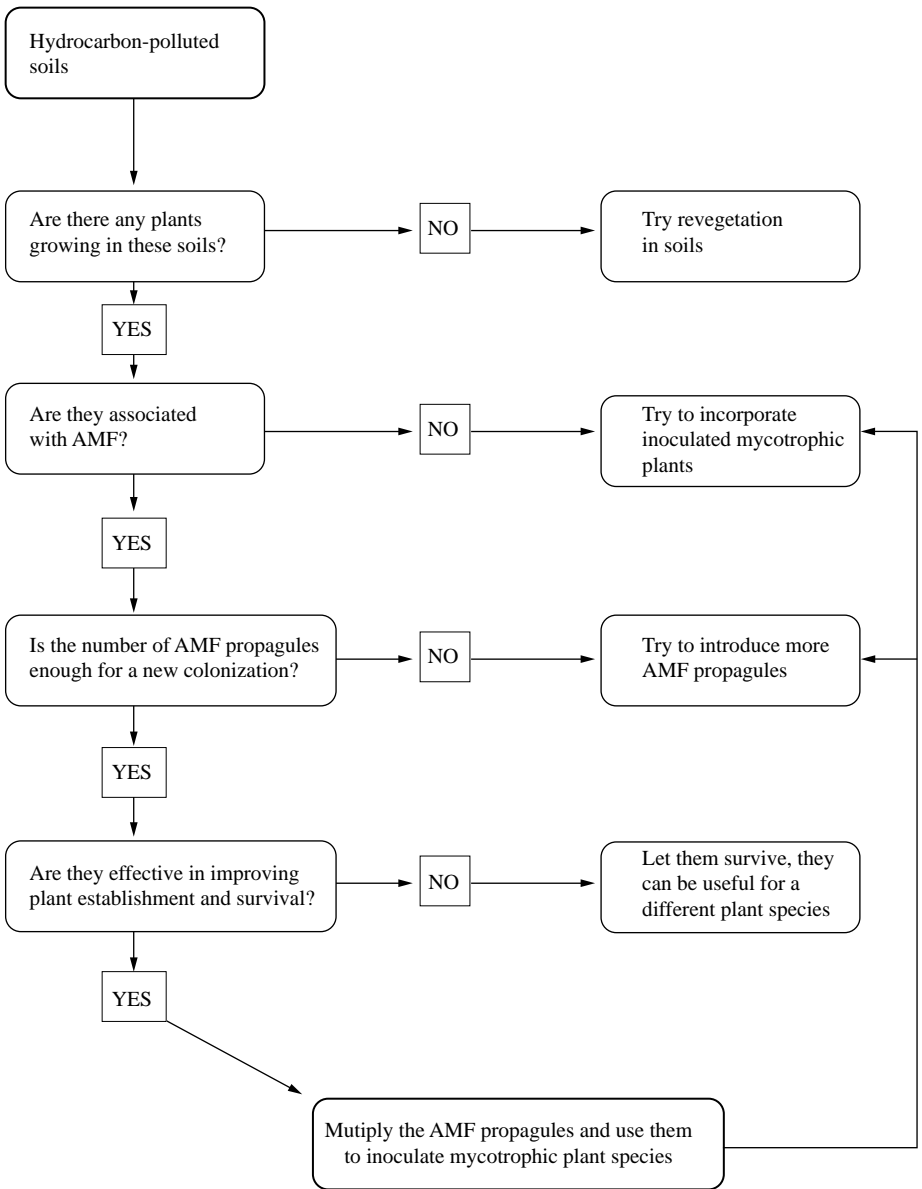 Hydrocarbon-polluted
soils
Are there any plants
growing in these soils?
NO
Try revegetation
in soils
YES
Are they associated
with AMF?
NO
Try to incorporate
inoculated mycotrophic
plants
YES
Is the number of AMF propagules
enough for a new colonization?
NO
Try to introduce more
AMF propagules
YES
Are they effective in improving
plant establishment and survival?
NO
Let them survive, they
can be useful for a
different plant species
YES
Mutiply the AMF propagules and use them
to inoculate mycotrophic plant species